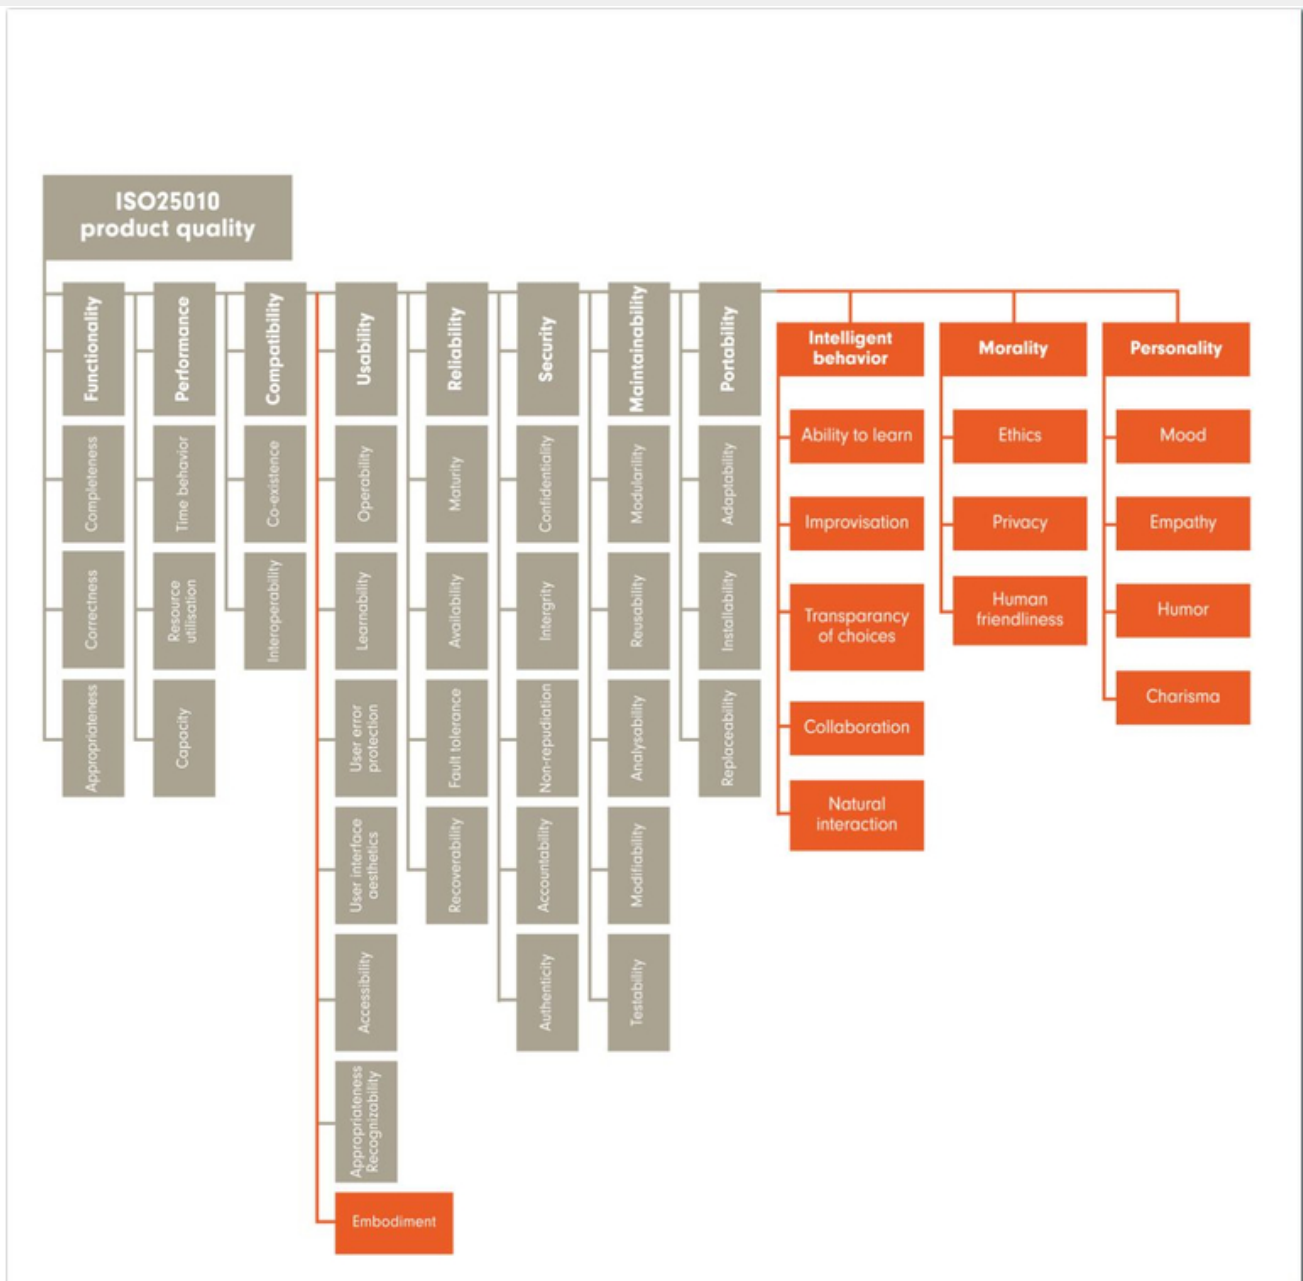 ISO25010
product quality
Functionality
Completeness
Correctness
Appropriateness
Performance
Time behavior
Resource
utilisation
Capacity
Compatibility
Co-existence
Interoperability
Usability
Operability
Learnability
User error
protection
User interface
aesthetics
Accessibility
Appropriateness
Recognizability
Embodiment
Reliability
Maturity
Availability
Fault tolerance
Recoverability
Security
Confidentiality
Intergrity
Non-repudiation
Accountability
Authenticity
Maintainability
Modularility
Reusability
Analysability
Modifiability
Testability
Portability
Adaptability
Installability
Replaceability
Intelligent
behavior
Ability to learn
Improvisation
Transparancy
of choices
Collaboration
Natural
interaction
Morality
Ethics
Privacy
Human
friendliness
Personality
Mood
Empathy
Humor
Charisma